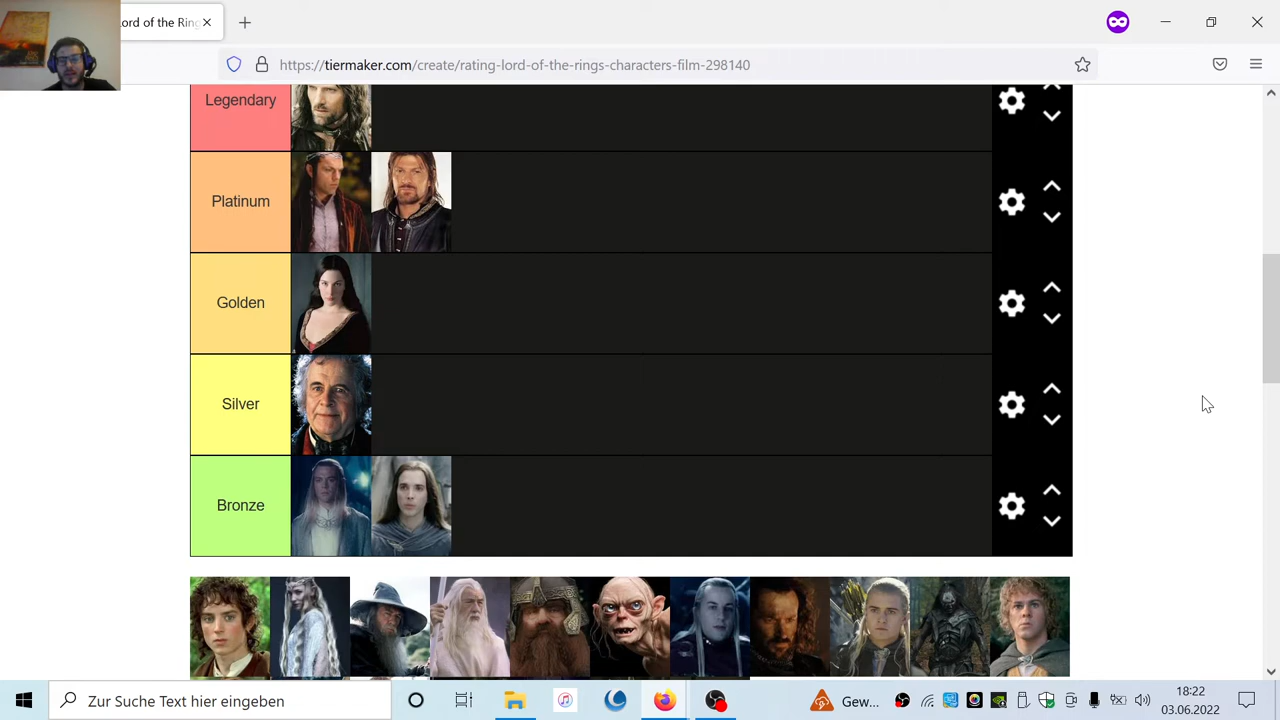 ord of the Rin
https://tiermaker.com/create/rating-lord-of-the-rings-characters-film-298140
Legendary
Platinum
Golden
Silver
Bronze
Zur Suche Text hier eingeben
Gew...
18:22
03.06.2022